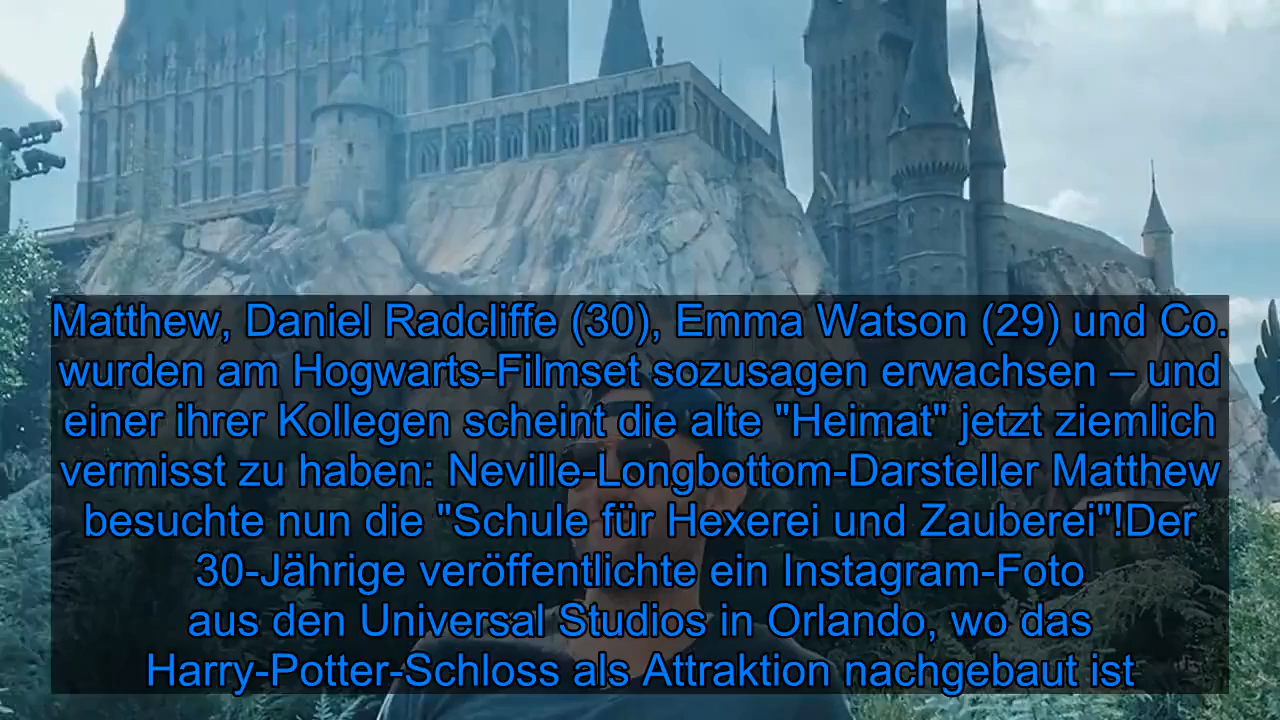 Matthew, Daniel Radcliffe (30), Emma Watson (29) und Co.
wurden am Hogwarts-Filmset sozusagen erwachsen – und
einer ihrer Kollegen scheint die alte "Heimat" jetzt ziemlich
vermisst zu haben: Neville-Longbottom-Darsteller Matthew
besuchte nun die "Schule für Hexerei und Zauberei"!Der
30-Jährige veröffentlichte ein Instagram-Foto
aus den Universal Studios in Orlando, wo das
Harry-Potter-Schloss als Attraktion nachgebaut ist